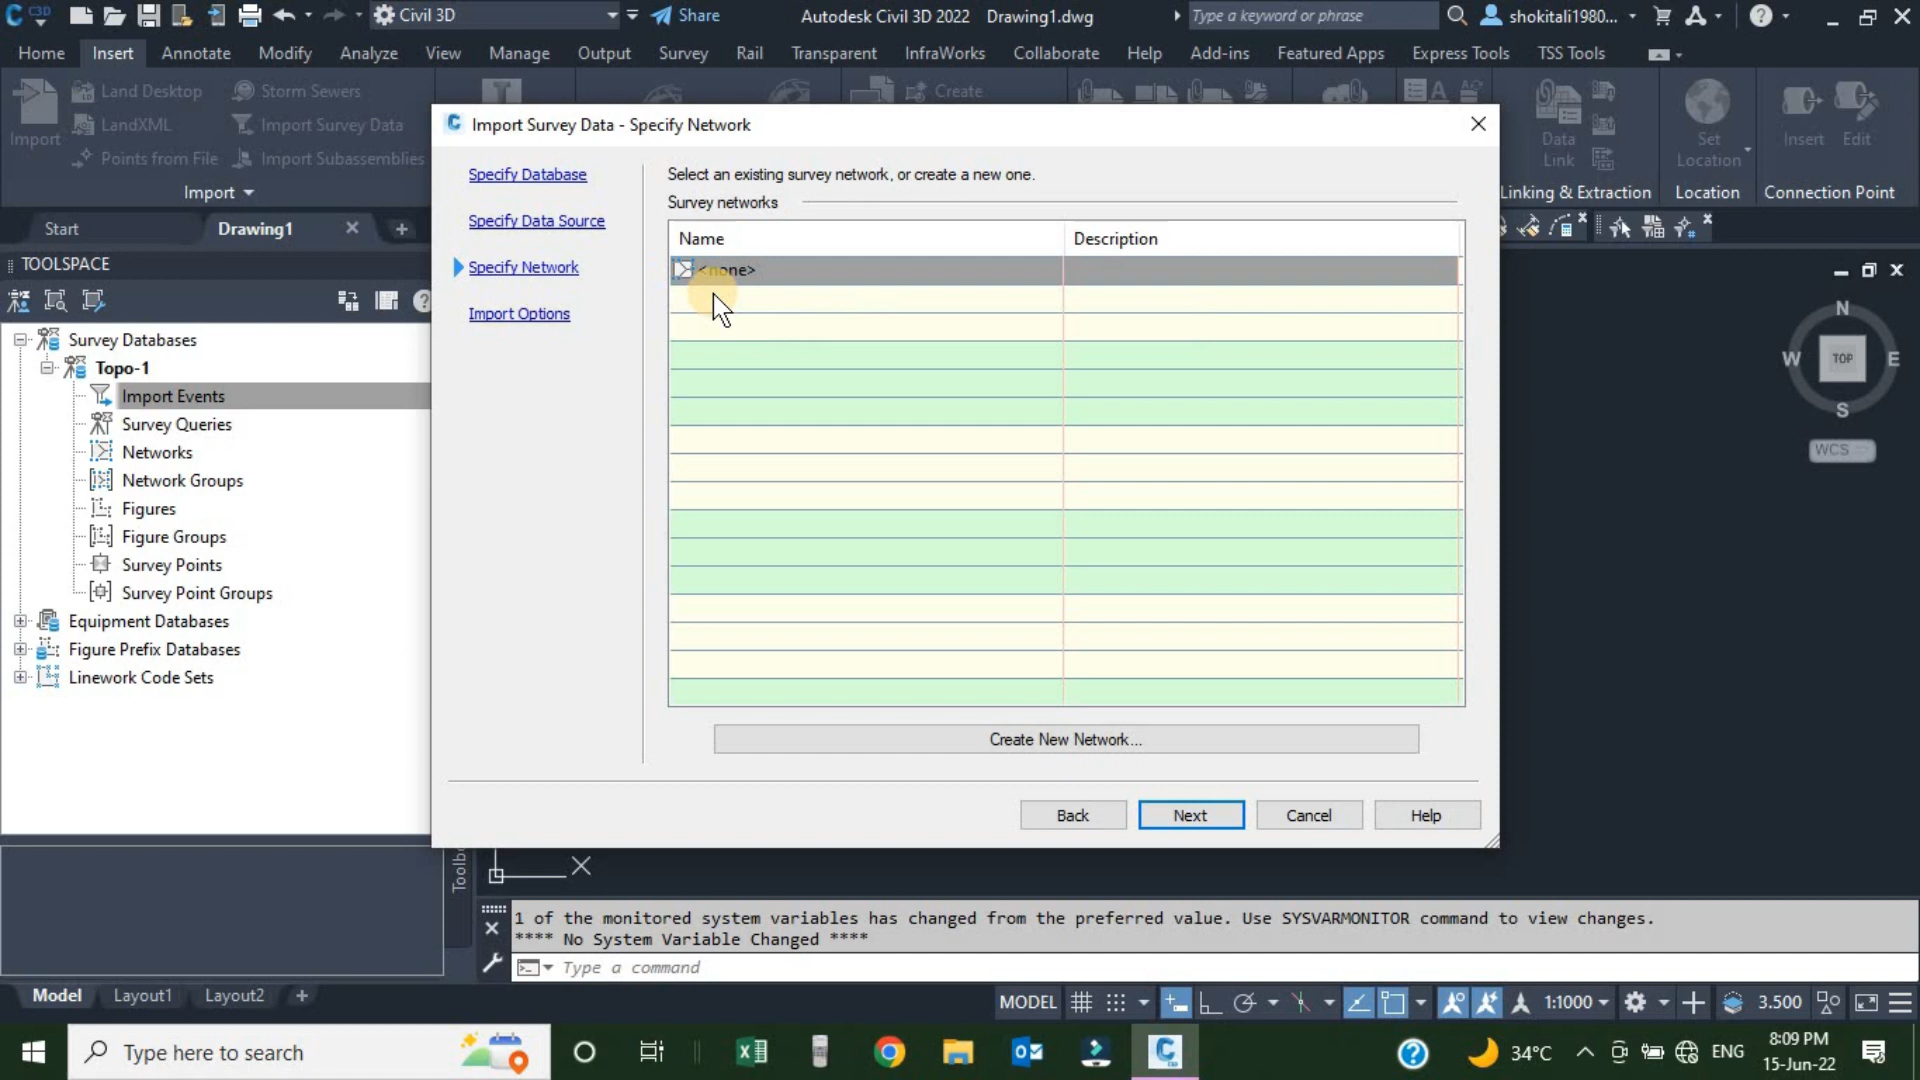 C3D
Civil 3D
Share
Autodesk Civil 3D 2022 Drawing1.dwg
Type a keyword or phrase
shokitali1980...
Home
Insert
Annotate
Modify
Analyze
View
Manage
Output
Survey
Rail
Transparent
InfraWorks
Collaborate
Help
Add-ins
Featured Apps
Express Tools
TSS Tools
Import
Land Desktop
LandXML
Points from File
Storm Sewers
Import Survey Data
Import Subassemblies
Import
Create
Data
Link
Set
Location
Insert
Edit
Linking & Extraction
Location
Connection Point
Start
Drawing1
TOOLSPACE
Survey Databases
Topo-1
Import Events
Survey Queries
Networks
Network Groups
Figures
Figure Groups
Survey Points
Survey Point Groups
Equipment Databases
Figure Prefix Databases
Linework Code Sets
Import Survey Data - Specify Network
Specify Database
Specify Data Source
Specify Network
Import Options
Select an existing survey network, or create a new one.
Survey networks
Name
Description
<none>
Create New Network...
Back
Next
Cancel
Help
N
W
TOP
E
S
WCS
1 of the monitored system variables has changed from the preferred value. Use SYSVARMONITOR command to view changes.
**** No System Variable Changed ****
Type a command
Model
Layout1
Layout2
MODEL
1:1000
3.500
Type here to search
34°C
ENG
8:09 PM
15-Jun-22